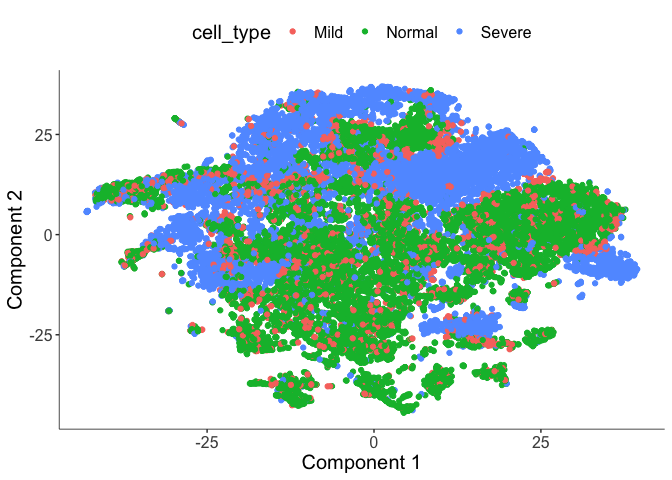 cell_type Mild Normal Severe
25
0
-25
Component 2
-25 0 25
Component 1